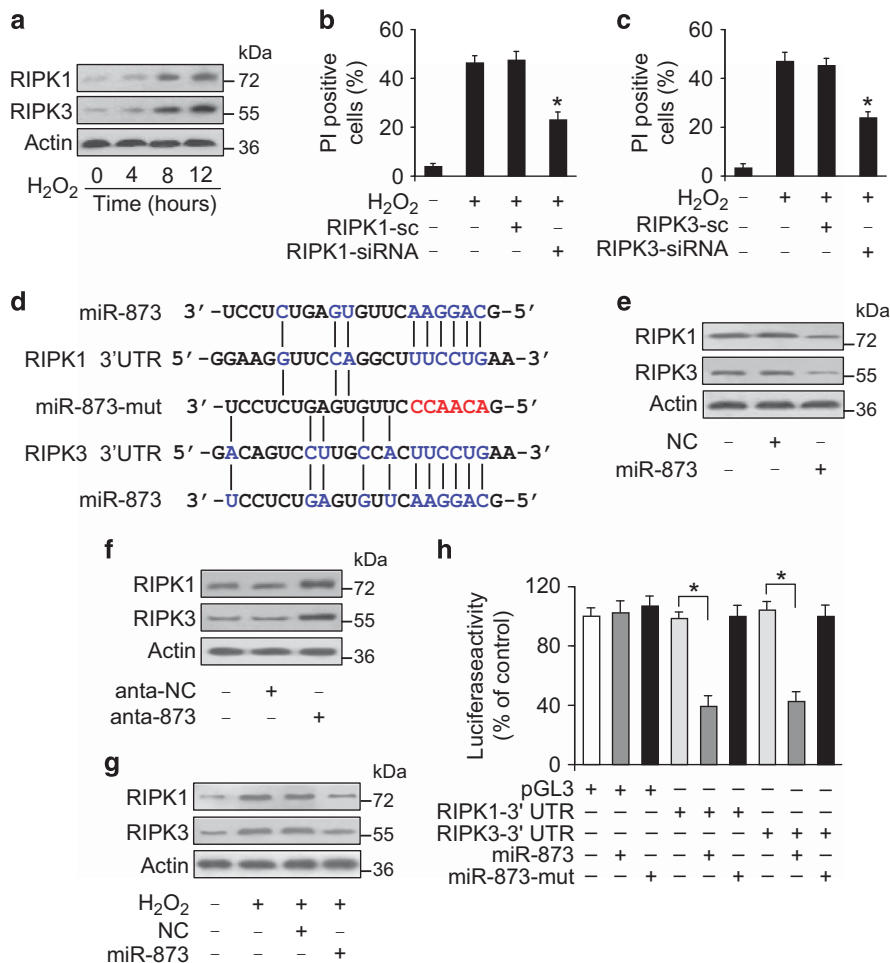 a
kDa
RIPK1
72
RIPK3
55
Actin
36
H2O2
0 4 8 12
Time (hours)
b
PI positive
cells (%)
60
40
20
0
*
H2O2 – + + +
RIPK1-sc – – + –
RIPK1-siRNA – – – +
c
PI positive
cells (%)
60
40
20
0
*
H2O2 – + + +
RIPK3-sc – – + –
RIPK3-siRNA – – – +
d
miR-873 3'-UCCUCUGAGUGUUCAAGGACG-5'
RIPK1 3'UTR 5'-GGAAGGUUCCAGGCUUUCCUGAA-3'
miR-873-mut 3'-UCCUCUGAGUGUUCCCAACAG-5'
RIPK3 3'UTR 5'-GACAGUCCUUGCCACUUCCUGAA-3'
miR-873 3'-UCCUCUGAGUGUUCAAGGACG-5'
e
kDa
RIPK1
72
RIPK3
55
Actin
36
NC – + –
miR-873 – – +
f
kDa
RIPK1
72
RIPK3
55
Actin
36
anta-NC – + –
anta-873 – – +
g
kDa
RIPK1
72
RIPK3
55
Actin
36
H2O2 – + + +
NC – – + –
miR-873 – – – +
h
Luciferaseactivity
(% of control)
120
80
40
0
*
*
pGL3 + + + – – – – – –
RIPK1-3' UTR – – – + + + – – –
RIPK3-3' UTR – – – – – – + + +
miR-873 – + – – + – – + –
miR-873-mut – – + – – + – – +